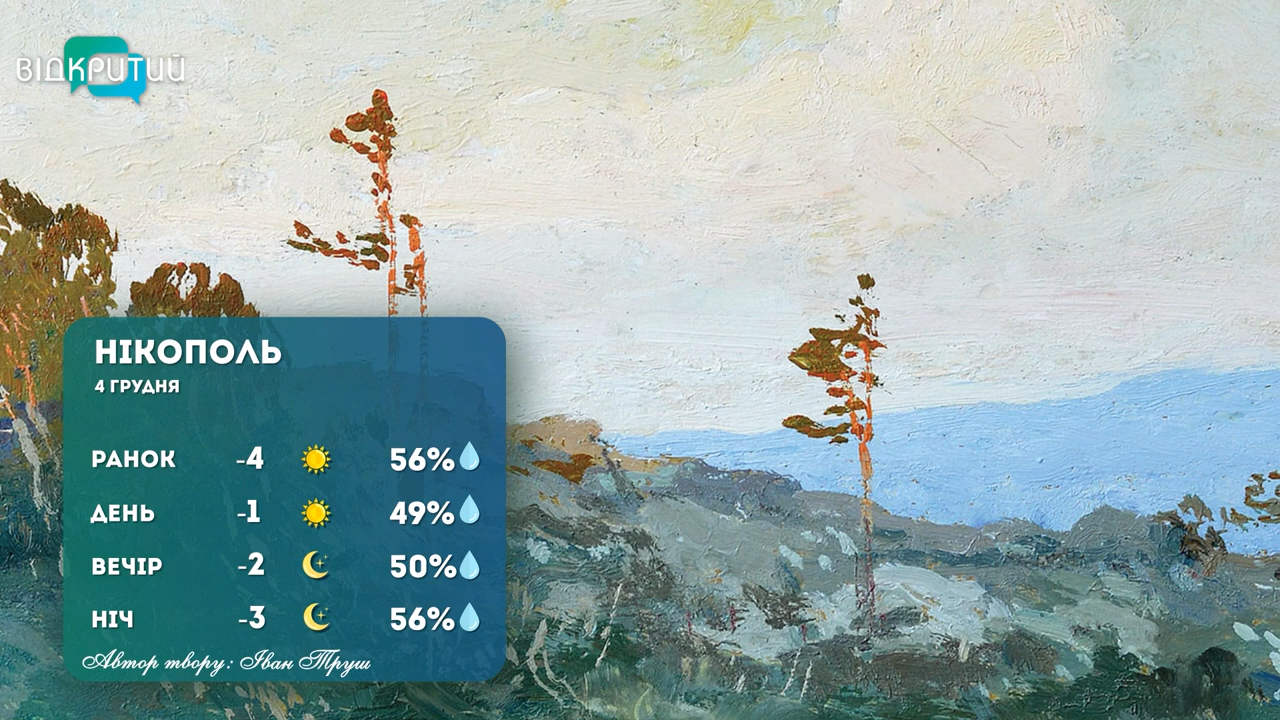 ВІДКРИТИЙ
НІКОПОЛЬ
4 ГРУДНЯ
РАНОК -4 56%
ДЕНЬ -1 49%
ВЕЧІР -2 50%
НІЧ -3 56%
Автор твору: Іван Труш